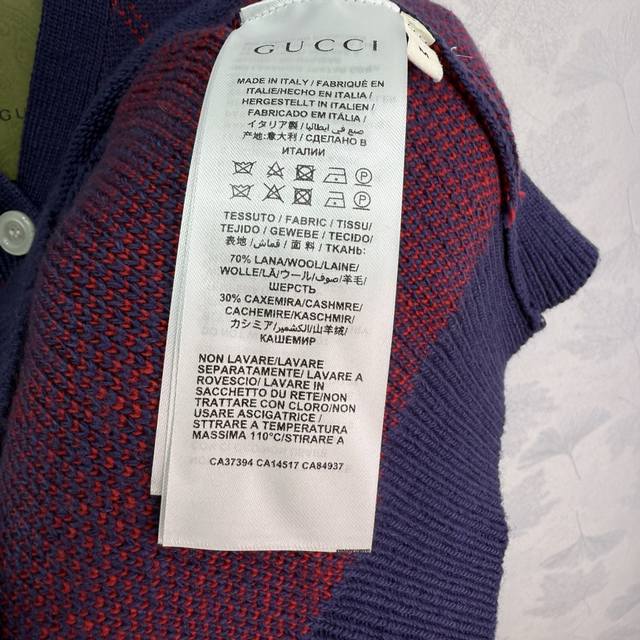 GUCCI
MADE IN ITALY / FABRIQUÉ EN
ITALIE/HECHO EN ITALIA /
HERGESTELLT IN ITALIEN /
FABRICADO EM ITÁLIA /
イタリア製 / صنع في ايطاليا /
产地:意大利 / СДЕЛАНО В
ИТАЛИИ
TESSUTO / FABRIC / TISSU/
TEJIDO / GEWEBE / TECIDO/
表地 / قماش / 面料 / ТКАНЬ:
70% LANA/WOOL/LAINE/
WOLLE/LÃ/ウール/صوف/羊毛/
ШЕРСТЬ
30% CAXEMIRA/CASHMRE/
CACHEMIRE/KASCHMIR/
カシミア/الكشمير/山羊绒/
КАШЕМИР
NON LAVARE/LAVARE
SEPARATAMENTE/ LAVARE A
ROVESCIO/ LAVARE IN
SACCHETTO DU RETE/NON
TRATTARE CON CLORO/NON
USARE ASCIGATRICE /
STTRARE A TEMPERATURA
MASSIMA 110°C/STIRARE A
CA37394 CA14517 CA84937
GU